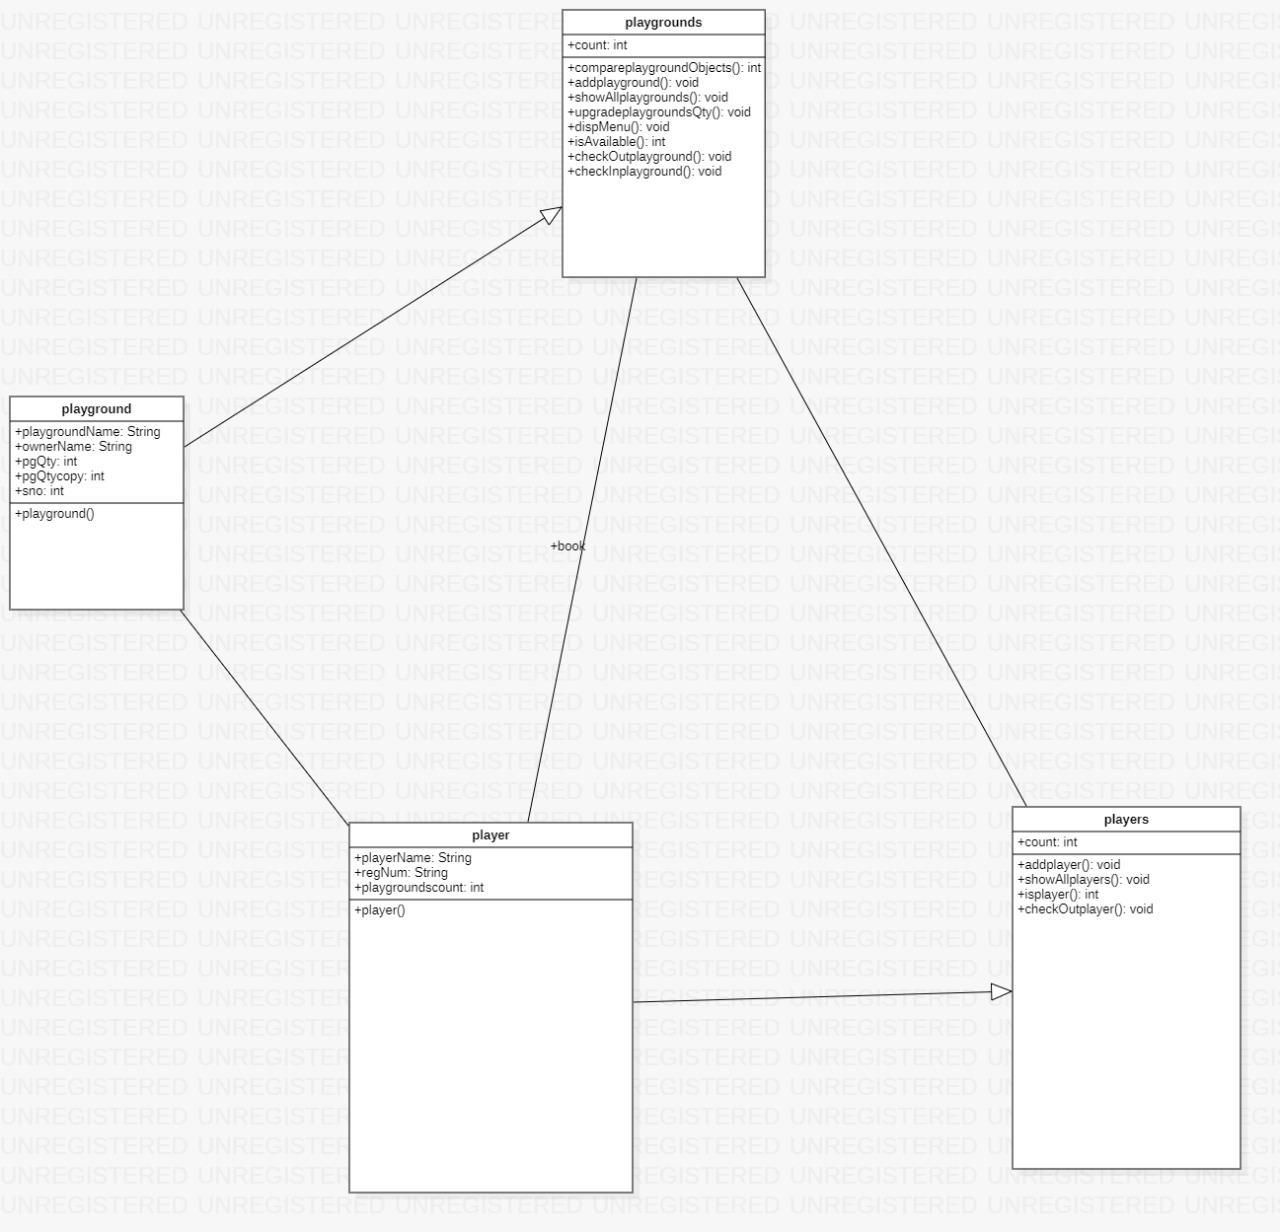 playgrounds
+count: int
+compareplaygroundObjects(): int
+addplayground(): void
+showAllplaygrounds(): void
+upgradeplaygroundsQty(): void
+dispMenu(): void
+isAvailable(): int
+checkOutplayground(): void
+checkInplayground(): void
playground
+playgroundName: String
+ownerName: String
+pgQty: int
+pgQtycopy: int
+sno: int
+playground()
+book
player
+playerName: String
+regNum: String
+playgroundscount: int
+player()
players
+count: int
+addplayer(): void
+showAllplayers(): void
+isplayer(): int
+checkOutplayer(): void
UNREGISTERED